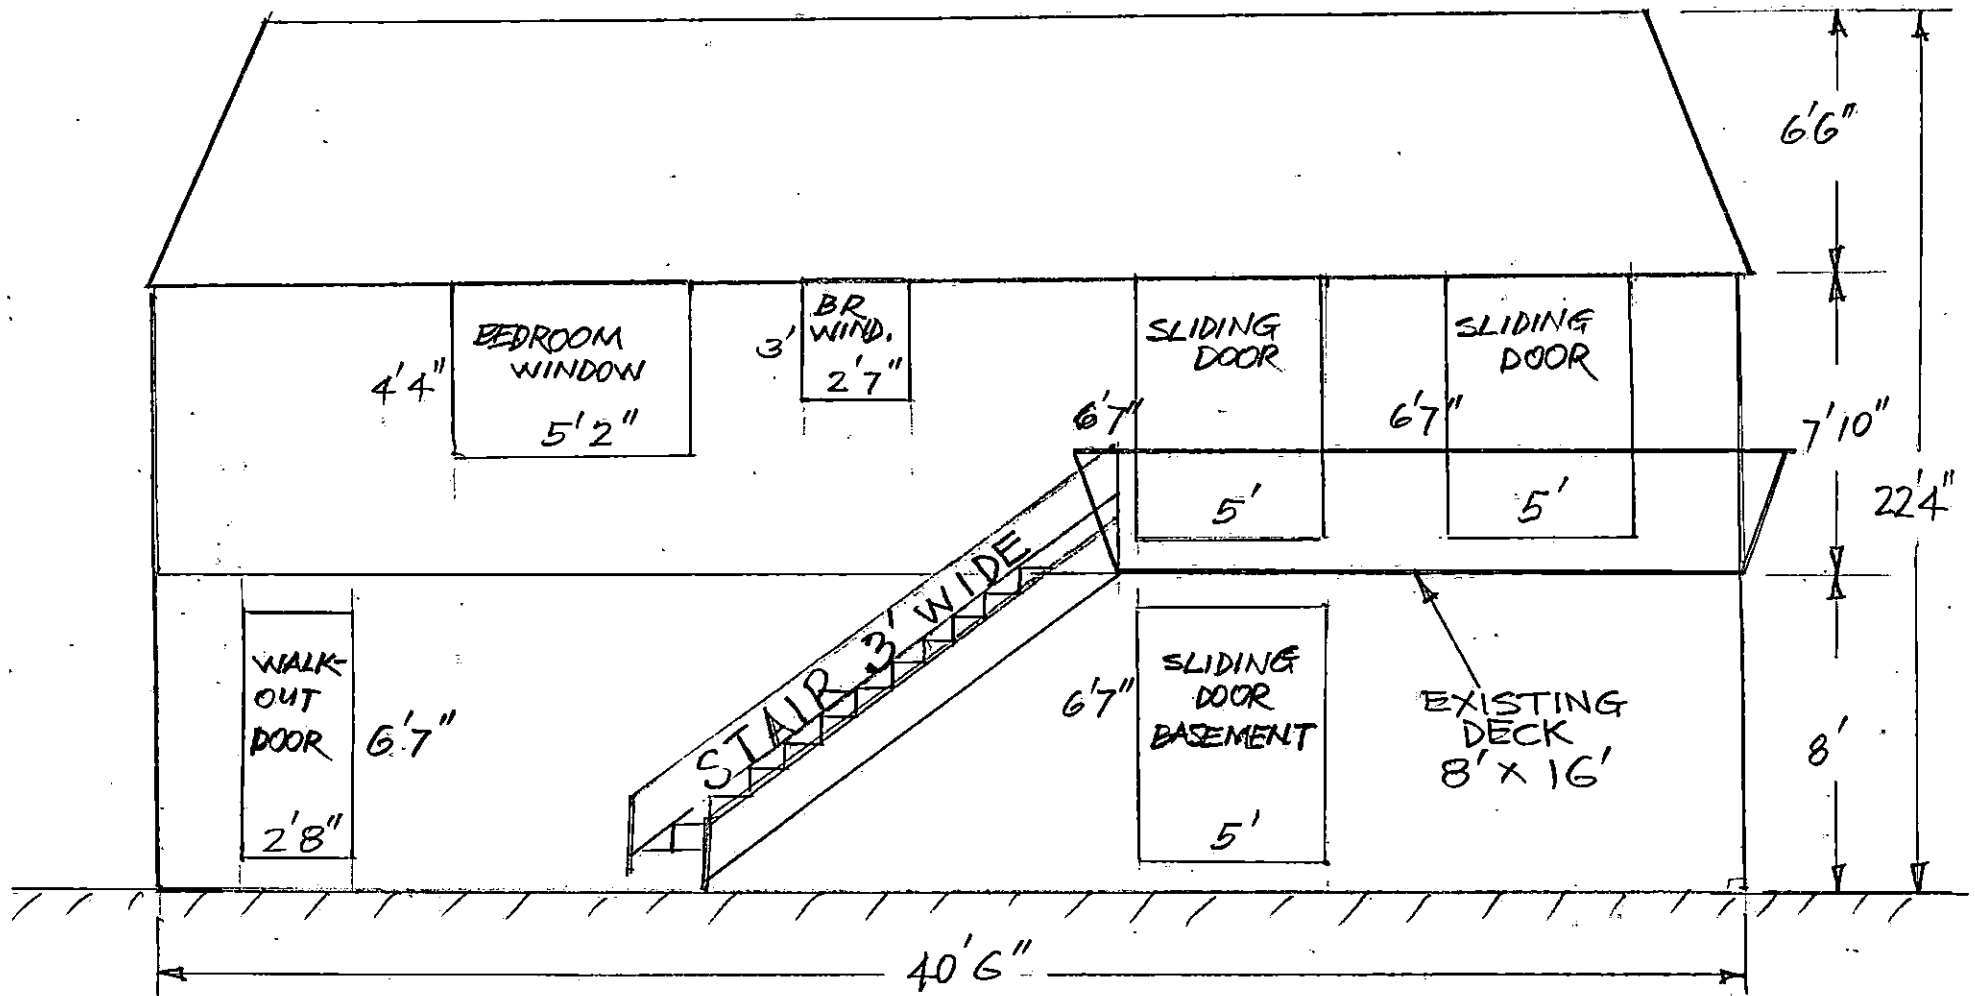 6'6"
BEDROOM
WINDOW
4'4"
5'2"
BR
WIND.
3'
2'7"
SLIDING
DOOR
6'7"
5'
SLIDING
DOOR
6'7"
5'
7'10"
22'4"
STAIR 3' WIDE
WALK-
OUT
DOOR
6'7"
2'8"
SLIDING
DOOR
BASEMENT
6'7"
5'
EXISTING
DECK
8' X 16'
8'
40'6"